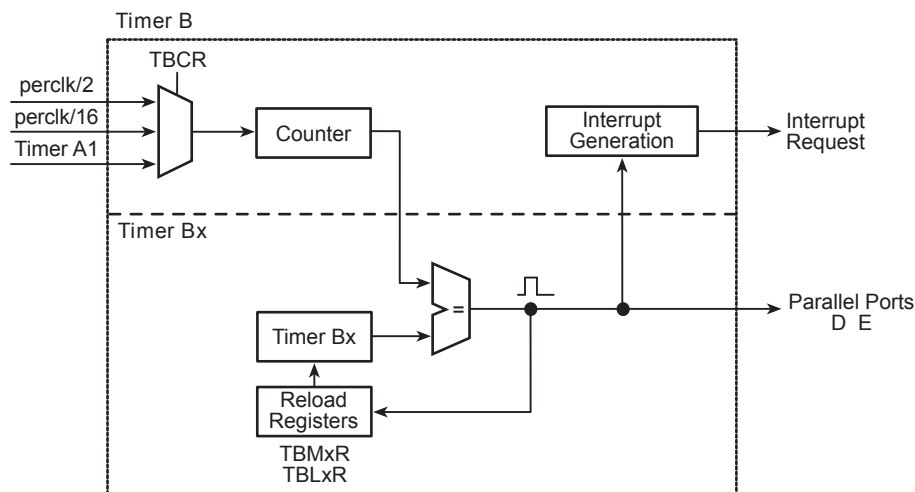 Timer B
TBCR
perclk/2
perclk/16
Timer A1
Counter
Interrupt
Generation
Interrupt
Request
Timer Bx
=
Timer Bx
Parallel Ports
D E
Reload
Registers
TBMxR
TBLxR